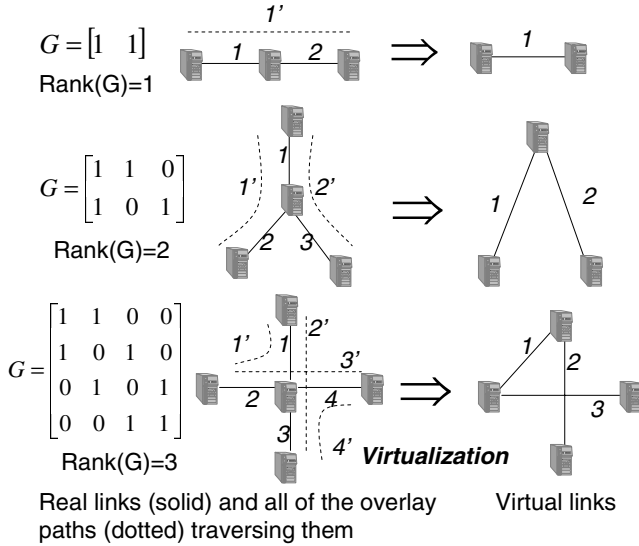 1'
G = [1 1]
1 2 ⇒ 1
Rank(G)=1
G = [1 1 0
1 0 1]
Rank(G)=2
1
1' 2'
2 3
⇒
1 2
G = [1 1 0 0
1 0 1 0
0 1 0 1
0 0 1 1]
Rank(G)=3
1' 1 2'
3'
2 4
3 4'
⇒
Virtualization
1 2
3
Real links (solid) and all of the overlay
paths (dotted) traversing them
Virtual links